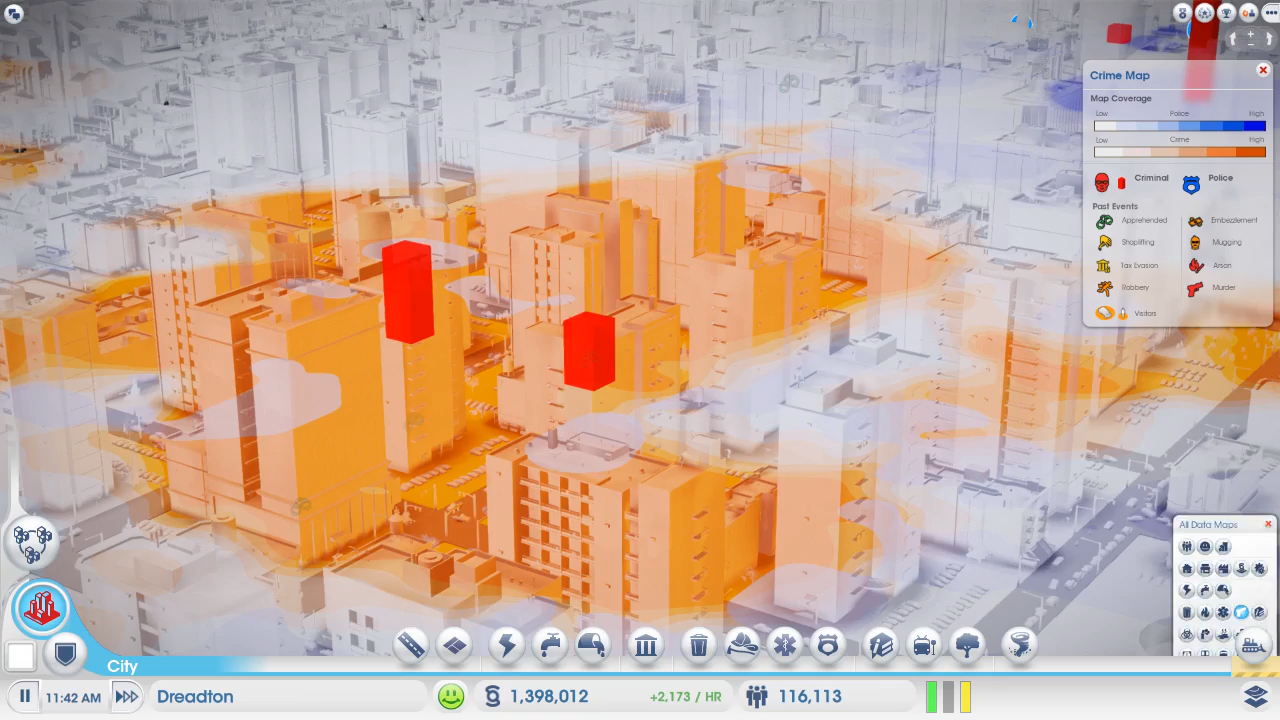 Crime Map
Map Coverage
Low Police High
Low Crime High
Criminal Police
Past Events
Apprehended Embezlement
Shoplifting Mugging
Tax Evasion Arson
Robbery Murder
Visitors
All Data Maps
City
11:42 AM Dreadton 1,398,012 +2,173 / HR 116,113